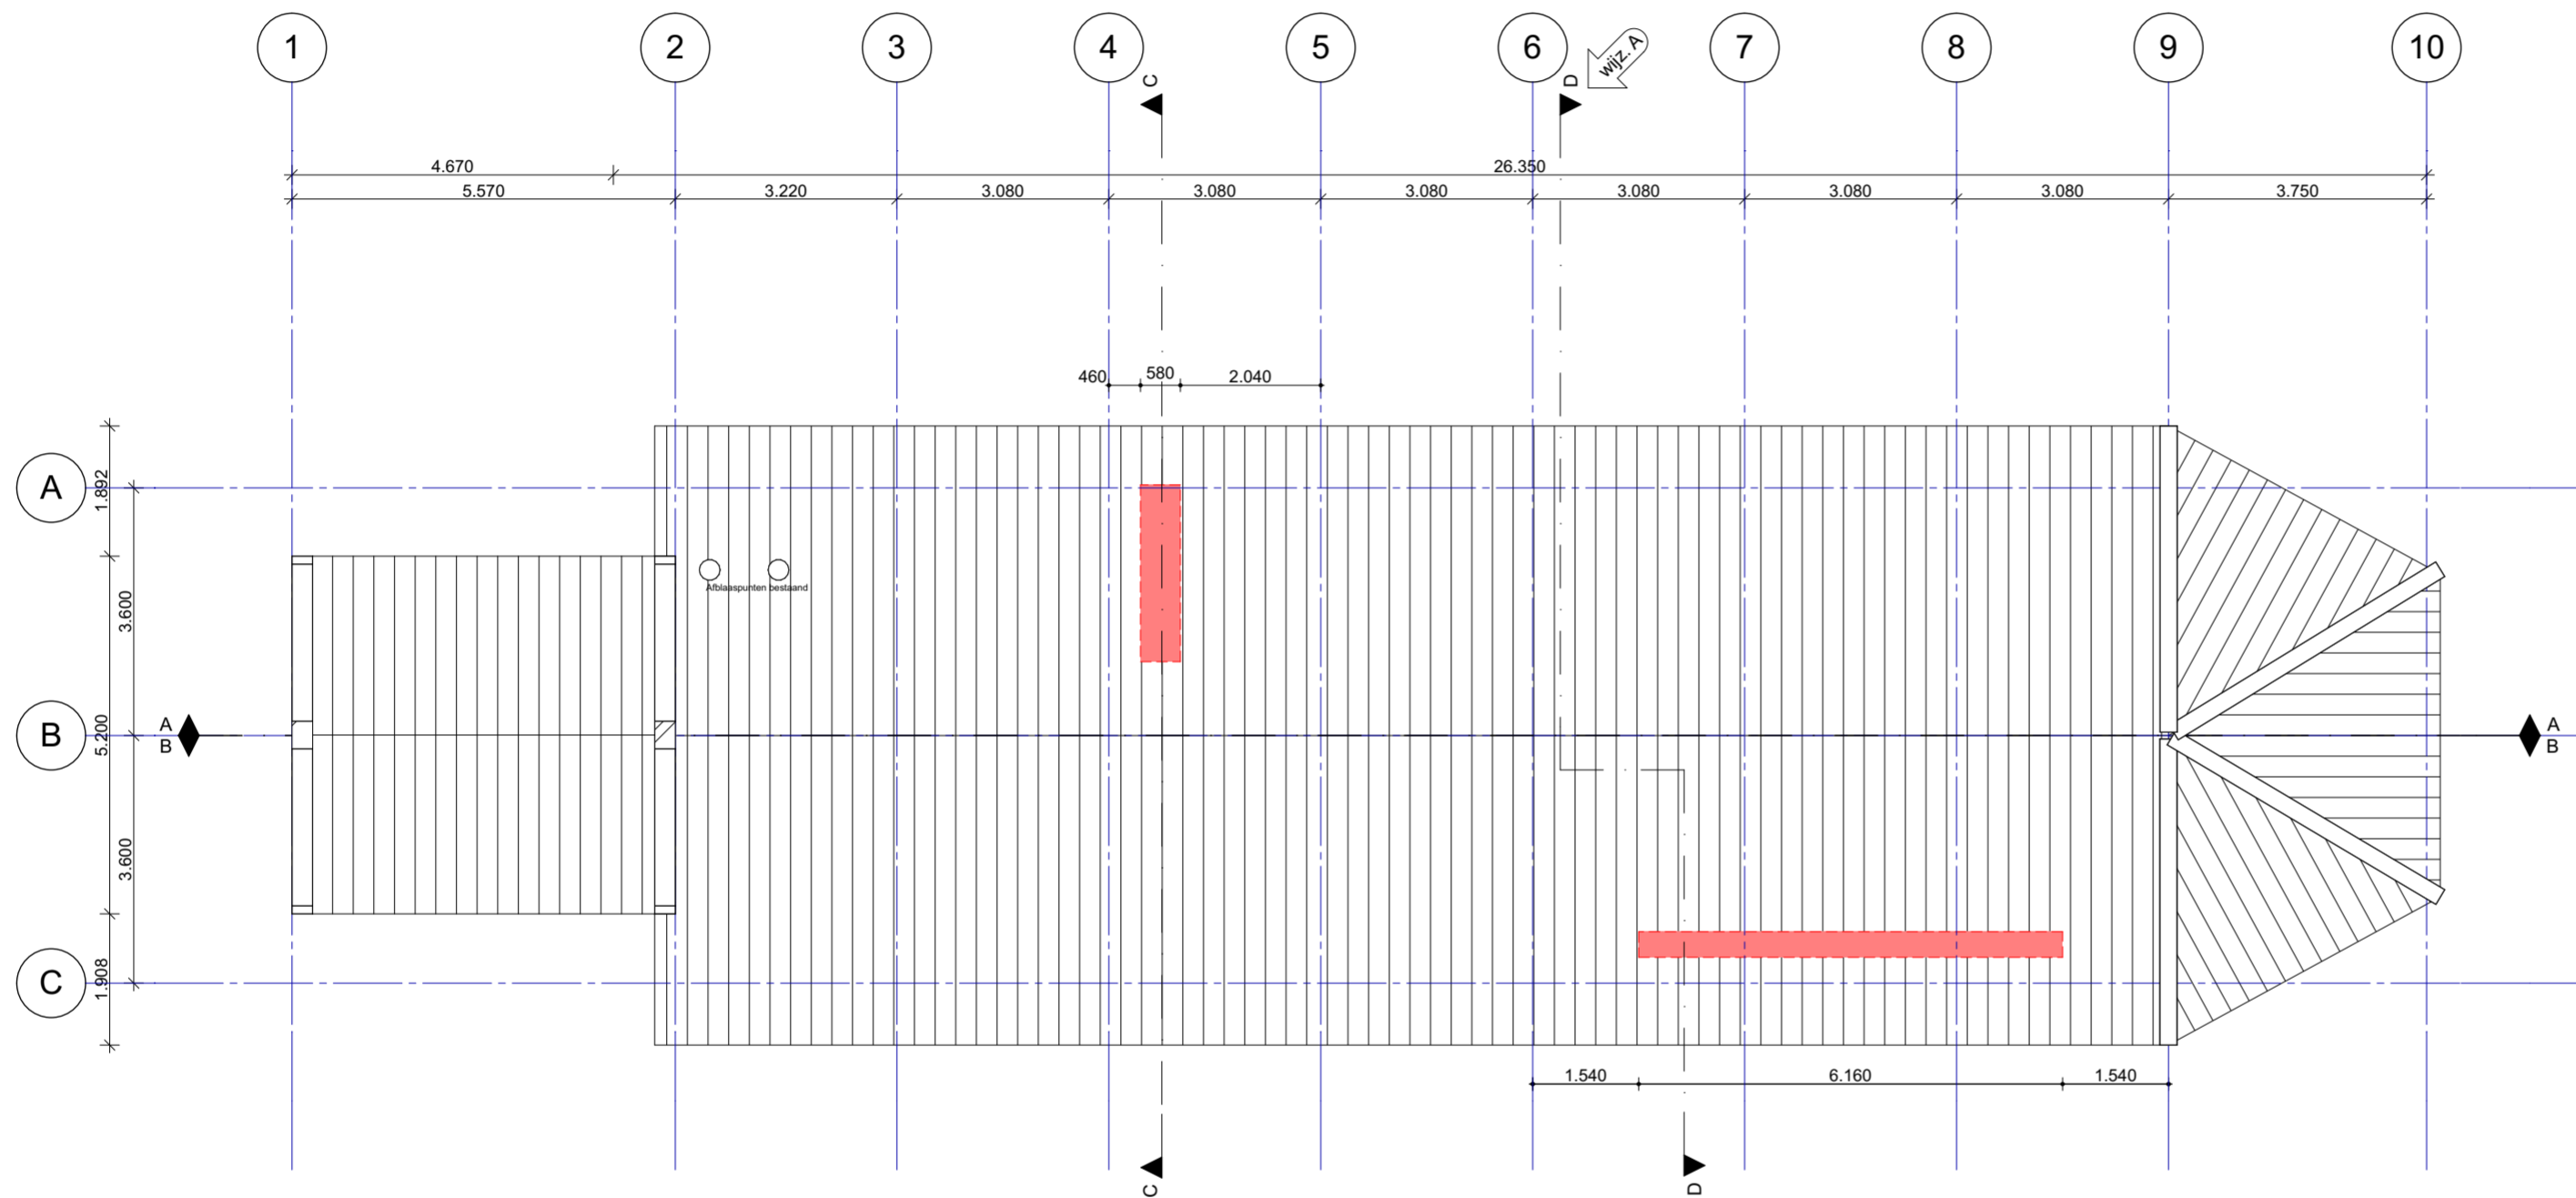 1 2 3 4 5 6 7 8 9 10
C D wijz. A
4.670 26.350
5.570 3.220 3.080 3.080 3.080 3.080 3.080 3.080 3.750
460 580 2.040
A 1.892
Afblaaspunten bestaand
3.600
B 5.200 A B A B
3.600
C 1.908
1.540 6.160 1.540
C D